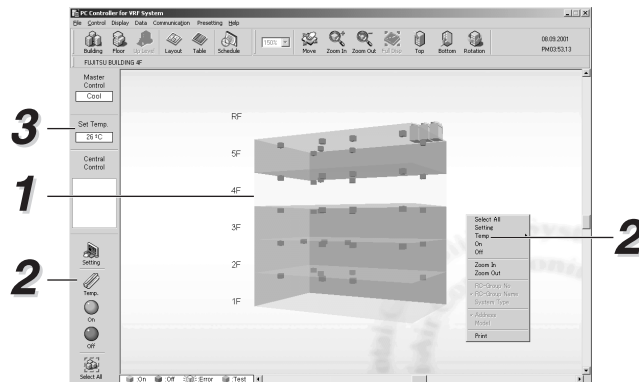 PC Controller for VRF System
File Control Display Data Communication Presetting Help
Building Floor Up Level Layout Table Schedule 150% Move Zoom In Zoom Out Full Disp. Top Bottom Rotation
08.09.2001
PM03:53,13
FUJITSU BUILDING 4F
Master
Control
Cool
Set Temp.
26 ºC
Central
Control
Setting
Temp.
On
Off
Select All
RF
5F
4F
3F
2F
1F
Select All
Setting
Temp.
On
Off
Zoom In
Zoom Out
RC-Group No
RC-Group Name
System Type
Address
Model
Print
:On :Off : Error :Test
3
1
2
2